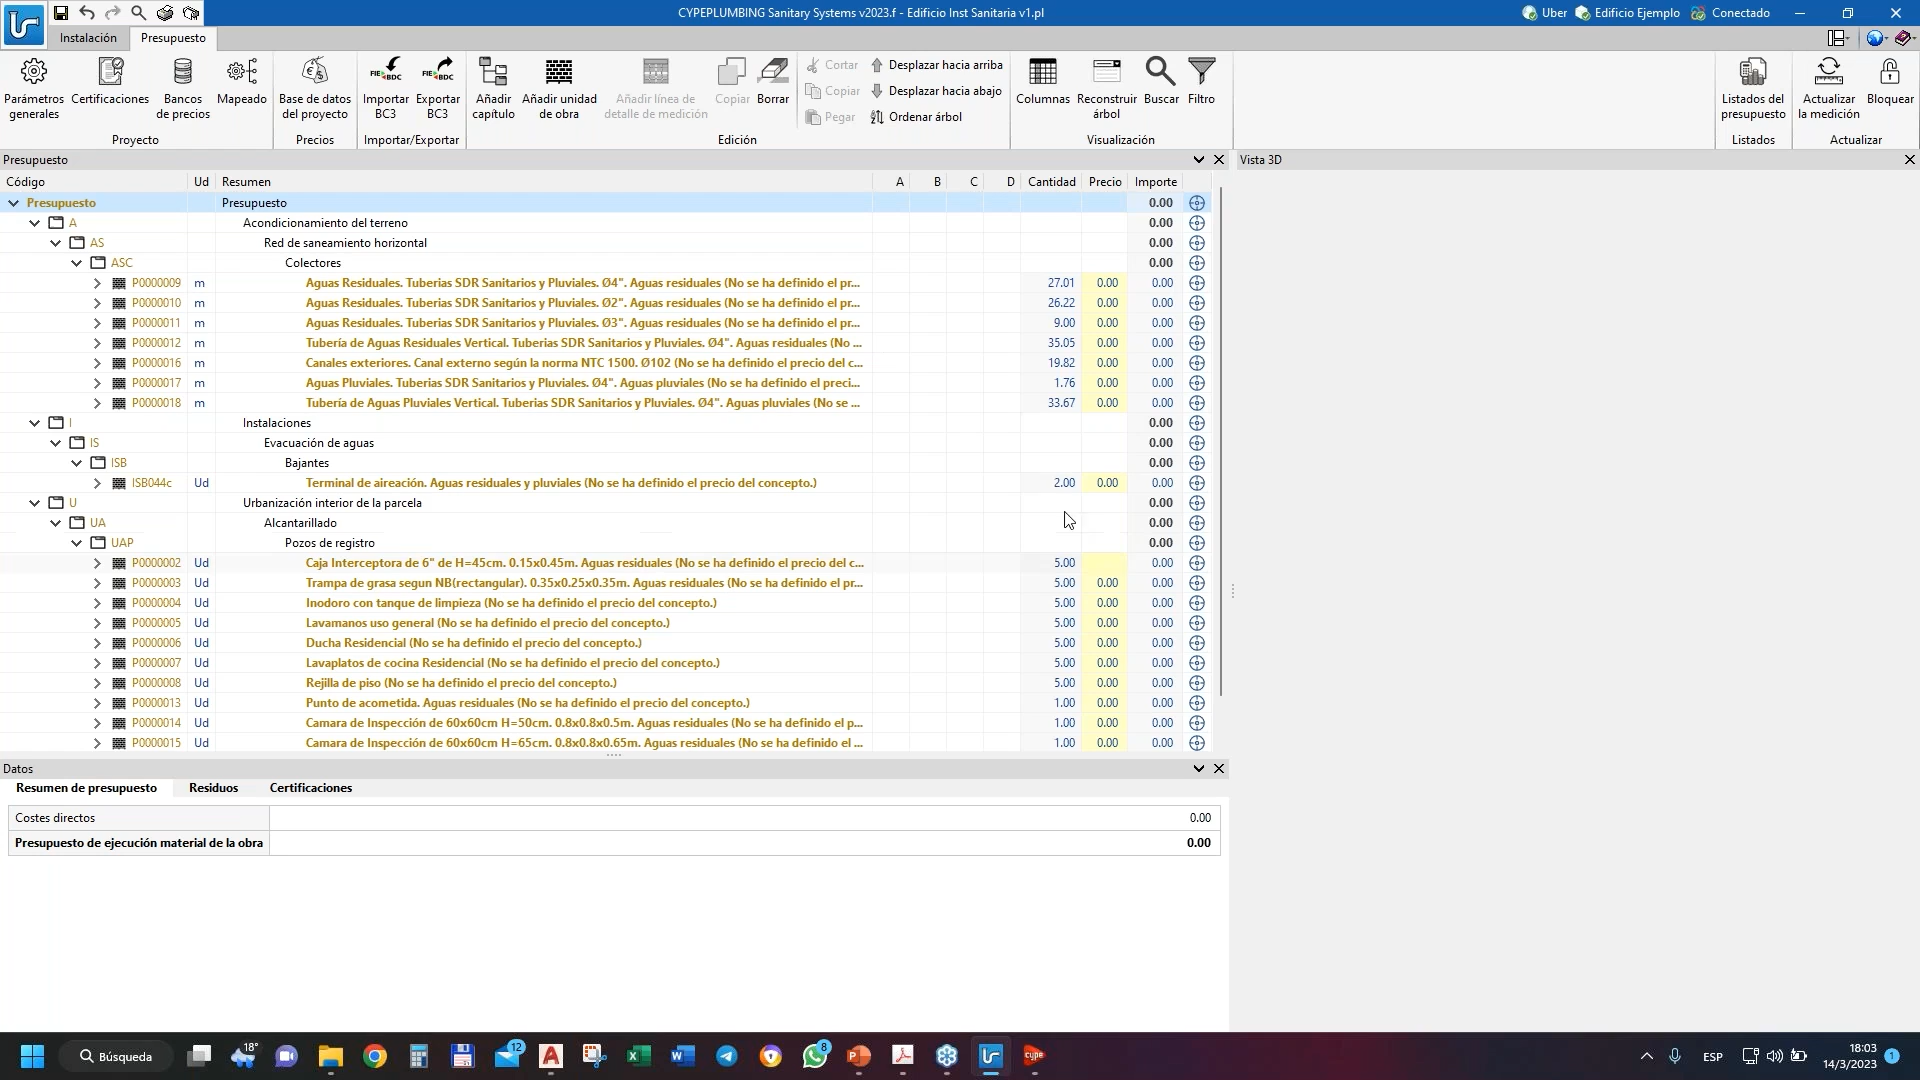 CYPEPLUMBING Sanitary Systems v2023.f - Edificio Inst Sanitaria v1.pl
Uber
Edificio Ejemplo
Conectado
Instalación
Presupuesto
Parámetros generales
Certificaciones
Bancos de precios
Mapeado
Base de datos del proyecto
FIE BDC
Importar BC3
FIE BDC
Exportar BC3
Añadir capítulo
Añadir unidad de obra
Añadir línea de detalle de medición
Copiar
Borrar
Cortar
Copiar
Pegar
Desplazar hacia arriba
Desplazar hacia abajo
Ordenar árbol
Columnas
Reconstruir árbol
Buscar
Filtro
Listados del presupuesto
Actualizar la medición
Bloquear
Proyecto
Precios
Importar/Exportar
Edición
Visualización
Listados
Actualizar
Presupuesto
Vista 3D
Código Ud Resumen A B C D Cantidad Precio Importe
Presupuesto Presupuesto 0.00
A Acondicionamiento del terreno 0.00
AS Red de saneamiento horizontal 0.00
ASC Colectores 0.00
P0000009 m Aguas Residuales. Tuberias SDR Sanitarios y Pluviales. Ø4". Aguas residuales (No se ha definido el pr... 27.01 0.00 0.00
P0000010 m Aguas Residuales. Tuberias SDR Sanitarios y Pluviales. Ø2". Aguas residuales (No se ha definido el pr... 26.22 0.00 0.00
P0000011 m Aguas Residuales. Tuberias SDR Sanitarios y Pluviales. Ø3". Aguas residuales (No se ha definido el pr... 9.00 0.00 0.00
P0000012 m Tubería de Aguas Residuales Vertical. Tuberias SDR Sanitarios y Pluviales. Ø4". Aguas residuales (No ... 35.05 0.00 0.00
P0000016 m Canales exteriores. Canal externo según la norma NTC 1500. Ø102 (No se ha definido el precio del c... 19.82 0.00 0.00
P0000017 m Aguas Pluviales. Tuberias SDR Sanitarios y Pluviales. Ø4". Aguas pluviales (No se ha definido el preci... 1.76 0.00 0.00
P0000018 m Tubería de Aguas Pluviales Vertical. Tuberias SDR Sanitarios y Pluviales. Ø4". Aguas pluviales (No se ... 33.67 0.00 0.00
I Instalaciones 0.00
IS Evacuación de aguas 0.00
ISB Bajantes 0.00
ISB044c Ud Terminal de aireación. Aguas residuales y pluviales (No se ha definido el precio del concepto.) 2.00 0.00 0.00
U Urbanización interior de la parcela 0.00
UA Alcantarillado 0.00
UAP Pozos de registro 0.00
P0000002 Ud Caja Interceptora de 6" de H=45cm. 0.15x0.45m. Aguas residuales (No se ha definido el precio del c... 5.00 0.00
P0000003 Ud Trampa de grasa segun NB(rectangular). 0.35x0.25x0.35m. Aguas residuales (No se ha definido el pr... 5.00 0.00 0.00
P0000004 Ud Inodoro con tanque de limpieza (No se ha definido el precio del concepto.) 5.00 0.00 0.00
P0000005 Ud Lavamanos uso general (No se ha definido el precio del concepto.) 5.00 0.00 0.00
P0000006 Ud Ducha Residencial (No se ha definido el precio del concepto.) 5.00 0.00 0.00
P0000007 Ud Lavaplatos de cocina Residencial (No se ha definido el precio del concepto.) 5.00 0.00 0.00
P0000008 Ud Rejilla de piso (No se ha definido el precio del concepto.) 5.00 0.00 0.00
P0000013 Ud Punto de acometida. Aguas residuales (No se ha definido el precio del concepto.) 1.00 0.00 0.00
P0000014 Ud Camara de Inspección de 60x60cm H=50cm. 0.8x0.8x0.5m. Aguas residuales (No se ha definido el p... 1.00 0.00 0.00
P0000015 Ud Camara de Inspección de 60x60cm H=65cm. 0.8x0.8x0.65m. Aguas residuales (No se ha definido el ... 1.00 0.00 0.00
Datos
Resumen de presupuesto Residuos Certificaciones
Costes directos 0.00
Presupuesto de ejecución material de la obra 0.00
Búsqueda
18°
12
8
cype
ESP
18:03
14/3/2023
1